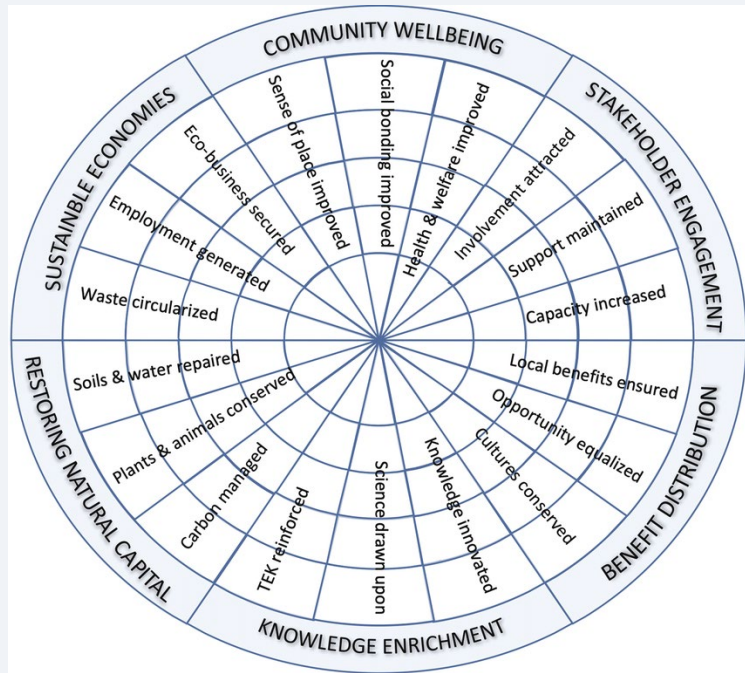 COMMUNITY WELLBEING
Sense of place improved
Social bonding improved
Health & welfare improved
STAKEHOLDER ENGAGEMENT
Involvement attracted
Support maintained
Capacity increased
BENEFIT DISTRIBUTION
Local benefits ensured
Opportunity equalized
Cultures conserved
KNOWLEDGE ENRICHMENT
Knowledge innovated
Science drawn upon
TEK reinforced
RESTORING NATURAL CAPITAL
Carbon managed
Plants & animals conserved
Soils & water repaired
SUSTAINBLE ECONOMIES
Waste circularized
Employment generated
Eco-business secured